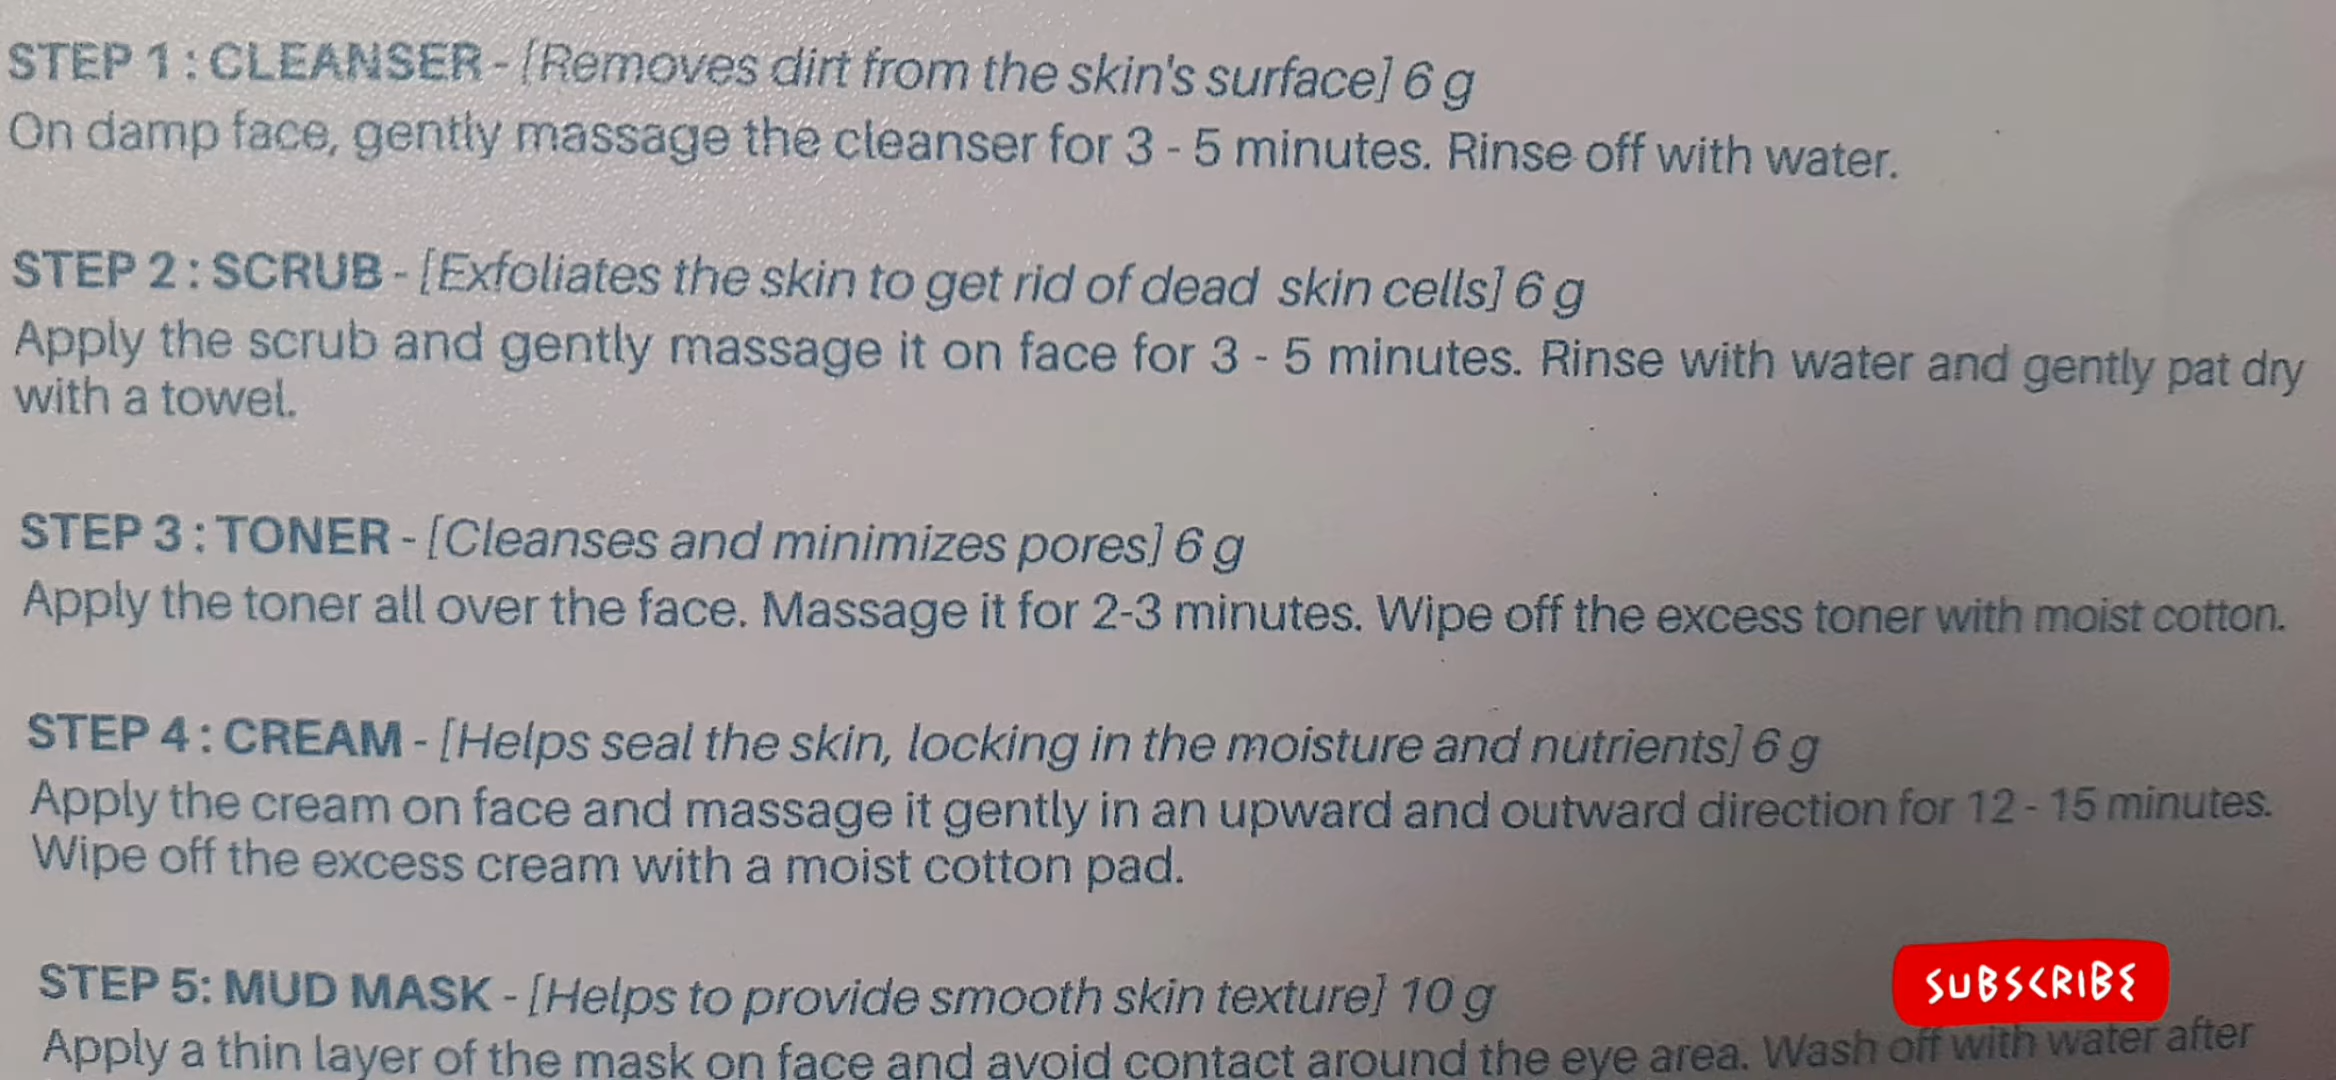 STEP 1 : CLEANSER - [Removes dirt from the skin's surface] 6 g
On damp face, gently massage the cleanser for 3 - 5 minutes. Rinse off with water.
STEP 2 : SCRUB - [Exfoliates the skin to get rid of dead skin cells] 6 g
Apply the scrub and gently massage it on face for 3 - 5 minutes. Rinse with water and gently pat dry
with a towel.
STEP 3 : TONER - [Cleanses and minimizes pores] 6 g
Apply the toner all over the face. Massage it for 2-3 minutes. Wipe off the excess toner with moist cotton.
STEP 4 : CREAM - [Helps seal the skin, locking in the moisture and nutrients] 6 g
Apply the cream on face and massage it gently in an upward and outward direction for 12 - 15 minutes.
Wipe off the excess cream with a moist cotton pad.
STEP 5: MUD MASK - [Helps to provide smooth skin texture] 10 g
SUBSCRIBE
Apply a thin layer of the mask on face and avoid contact around the eye area. Wash off with water after